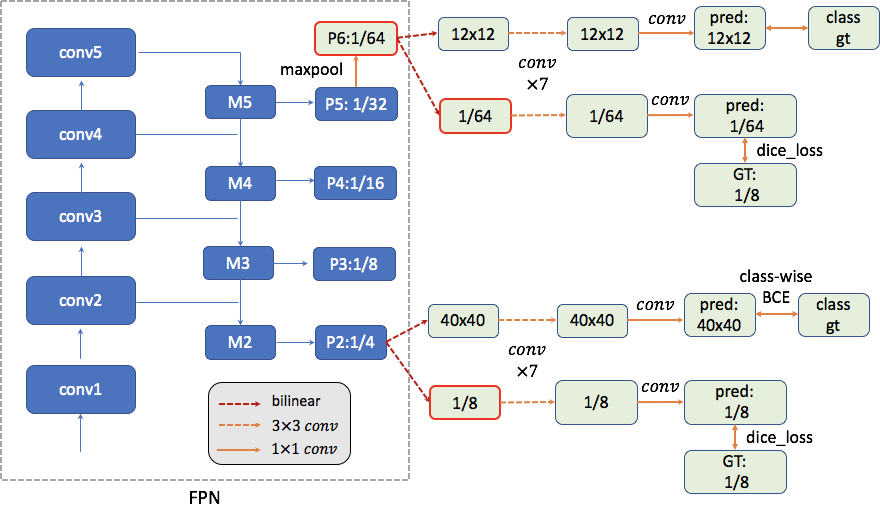 conv5
conv4
conv3
conv2
conv1
M5
M4
M3
M2
P6:1/64
maxpool
P5: 1/32
P4:1/16
P3:1/8
P2:1/4
bilinear
3×3 conv
1×1 conv
FPN
12x12
conv
×7
12x12
conv
pred:
12x12
class
gt
1/64
1/64
conv
pred:
1/64
dice_loss
GT:
1/8
40x40
conv
×7
40x40
conv
pred:
40x40
class-wise
BCE
class
gt
1/8
1/8
conv
pred:
1/8
dice_loss
GT:
1/8